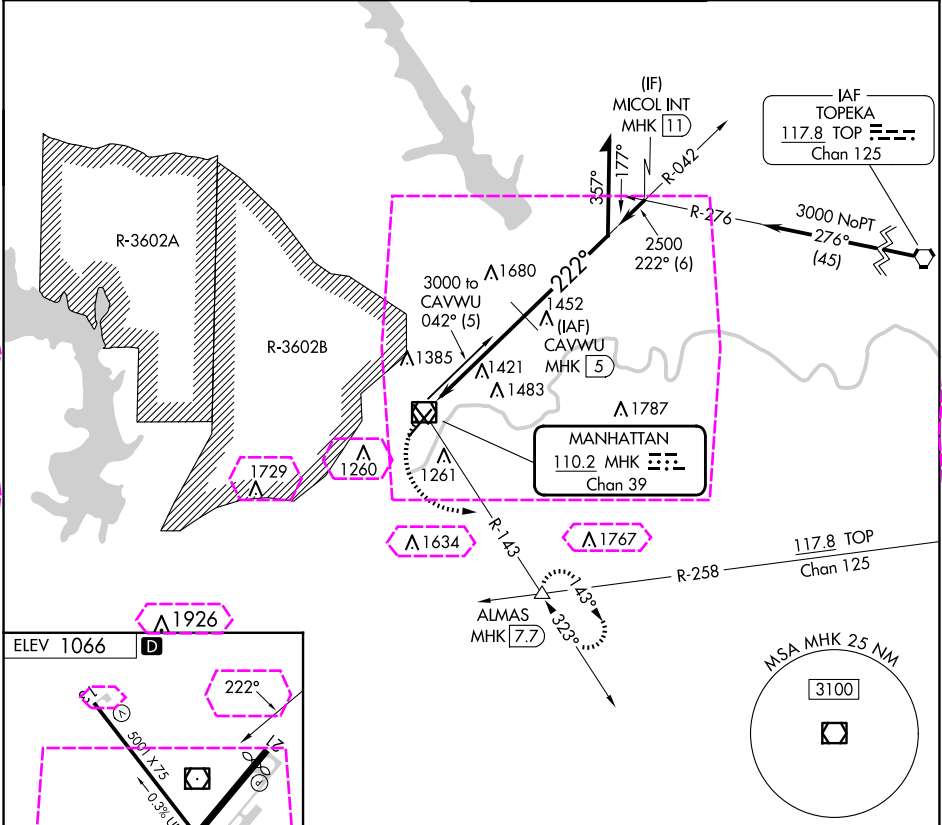 (IF)
MICOL INT
MHK 11
IAF
TOPEKA
117.8 TOP
Chan 125
R-042
357°
177°
R-276
3000 NoPT
276°
(45)
2500
222° (6)
R-3602A
R-3602B
3000 to
CAVWU
042° (5)
1680
222°
1452
(IAF)
CAVWU
MHK 5
1385
1421
1483
1787
MANHATTAN
110.2 MHK
Chan 39
1260
1261
1729
1634
1767
R-143
117.8 TOP
Chan 125
R-258
ALMAS
MHK 7.7
143°
323°
1926
ELEV 1066
D
222°
MSA MHK 25 NM
3100
13
A
5001 X 75
21
P
0.3%